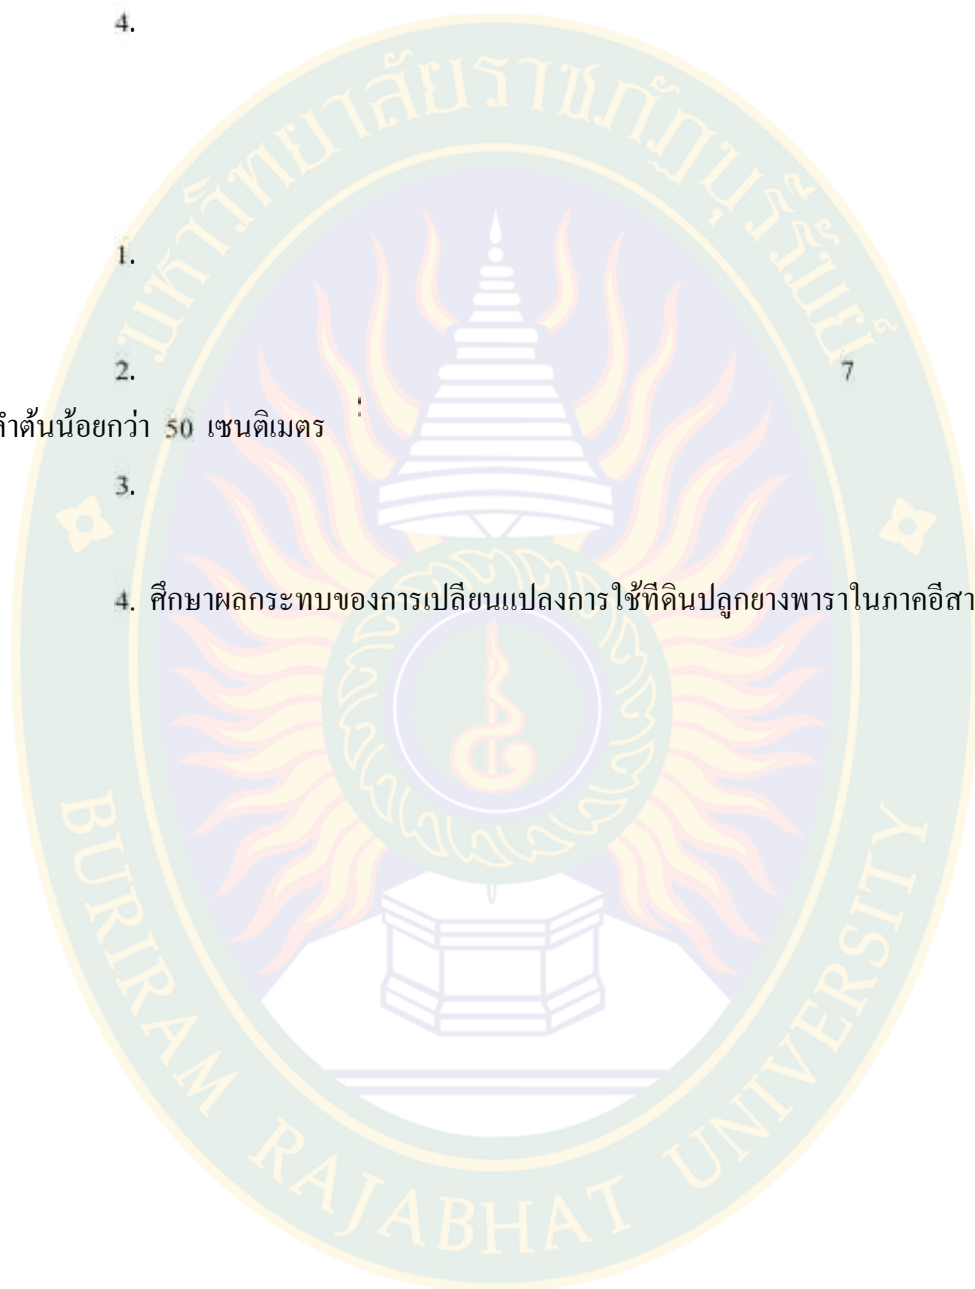 4.
1.
2. 7
ลำต้นน้อยกว่า 50 เซนติเมตร
3.
4. ศึกษาผลกระทบของการเปลี่ยนแปลงการใช้ที่ดินปลูกยางพาราในภาคอีสา
มหาวิทยาลัยราชภัฏบุรีรัมย์
BURIRAM RAJABHAT UNIVERSITY